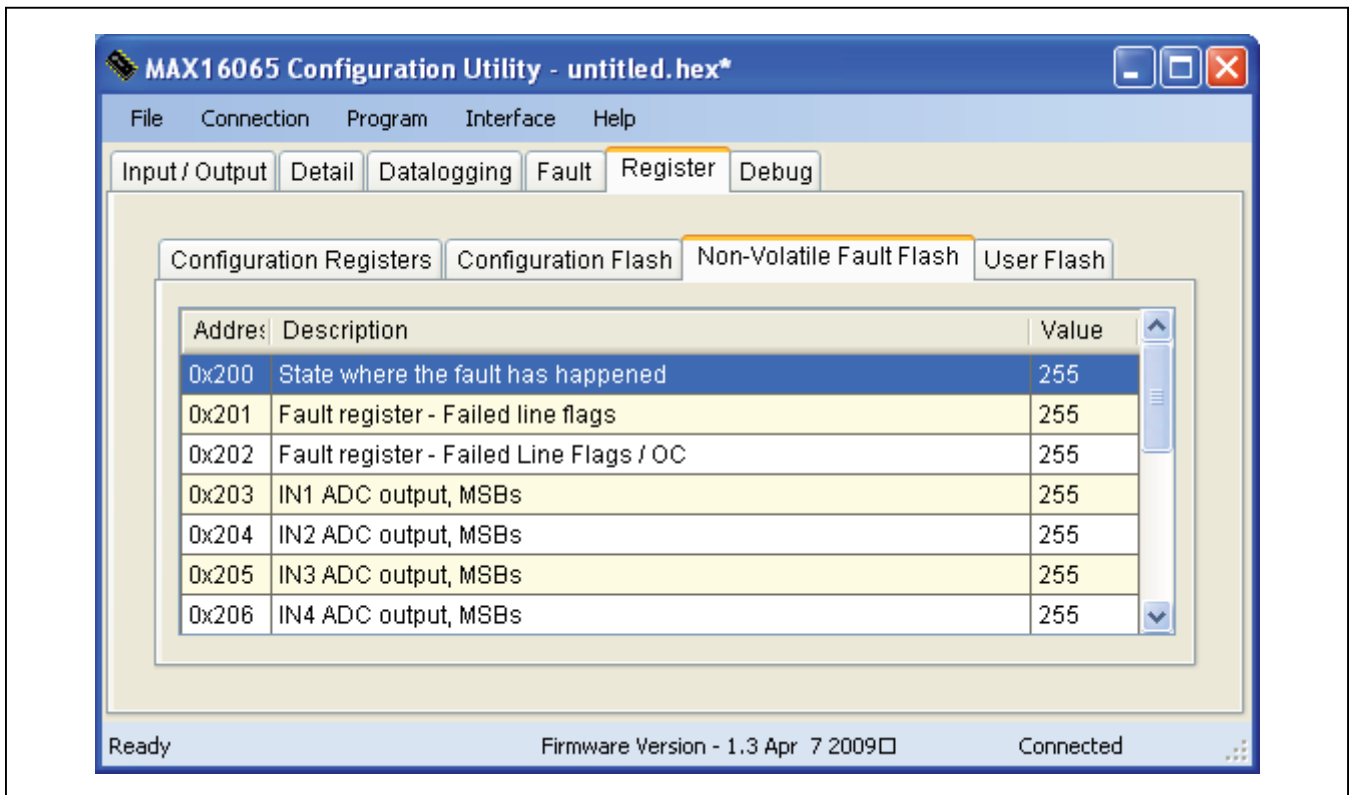 MAX16065 Configuration Utility - untitled.hex*
File Connection Program Interface Help
Input / Output Detail Datalogging Fault Register Debug
Configuration Registers Configuration Flash Non-Volatile Fault Flash User Flash
Addres Description Value
0x200 State where the fault has happened 255
0x201 Fault register - Failed line flags 255
0x202 Fault register - Failed Line Flags / OC 255
0x203 IN1 ADC output, MSBs 255
0x204 IN2 ADC output, MSBs 255
0x205 IN3 ADC output, MSBs 255
0x206 IN4 ADC output, MSBs 255
Ready Firmware Version - 1.3 Apr 7 2009□ Connected